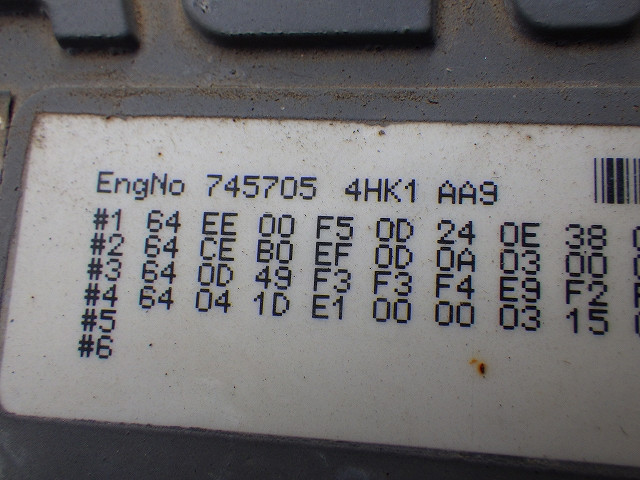 EngNo 745705 4HK1 AA9
#1 64 EE 00 F5 0D 24 0E 38
#2 64 CE B0 EF 0D 0A 03 00
#3 64 0D 49 F3 F3 F4 E9 F2
#4 64 04 1D E1 00 00 03 15
#5
#6